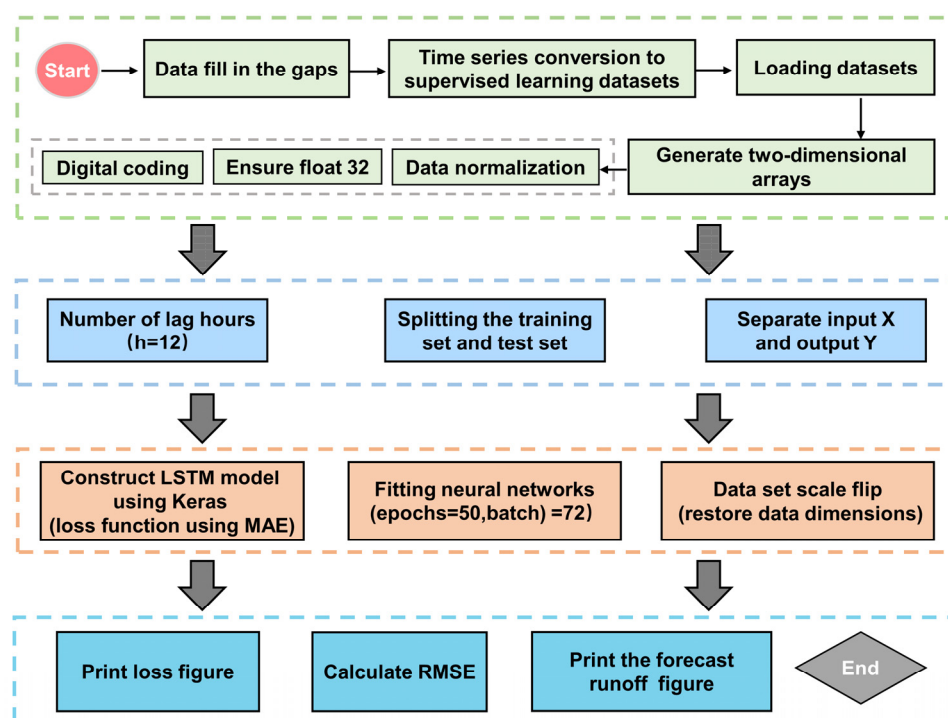 Start
Data fill in the gaps
Time series conversion to
supervised learning datasets
Loading datasets
Digital coding
Ensure float 32
Data normalization
Generate two-dimensional
arrays
Number of lag hours
(h=12)
Splitting the training
set and test set
Separate input X
and output Y
Construct LSTM model
using Keras
(loss function using MAE)
Fitting neural networks
(epochs=50,batch) =72)
Data set scale flip
(restore data dimensions)
Print loss figure
Calculate RMSE
Print the forecast
runoff figure
End